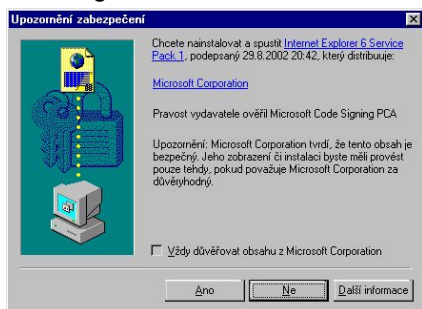 Upozornění zabezpečení
Chcete nainstalovat a spustit Internet Explorer 6 Service
Pack 1, podepsaný 29.8.2002 20:42, který distribuuje:
Microsoft Corporation
Pravost vydavatele ověřil Microsoft Code Signing PCA
Upozornění: Microsoft Corporation tvrdí, že tento obsah je
bezpečný. Jeho zobrazení či instalaci byste měli provést
pouze tehdy, pokud považuje Microsoft Corporation za
důvěryhodný.
Vždy důvěřovat obsahu z Microsoft Corporation
Ano
Ne
Další informace